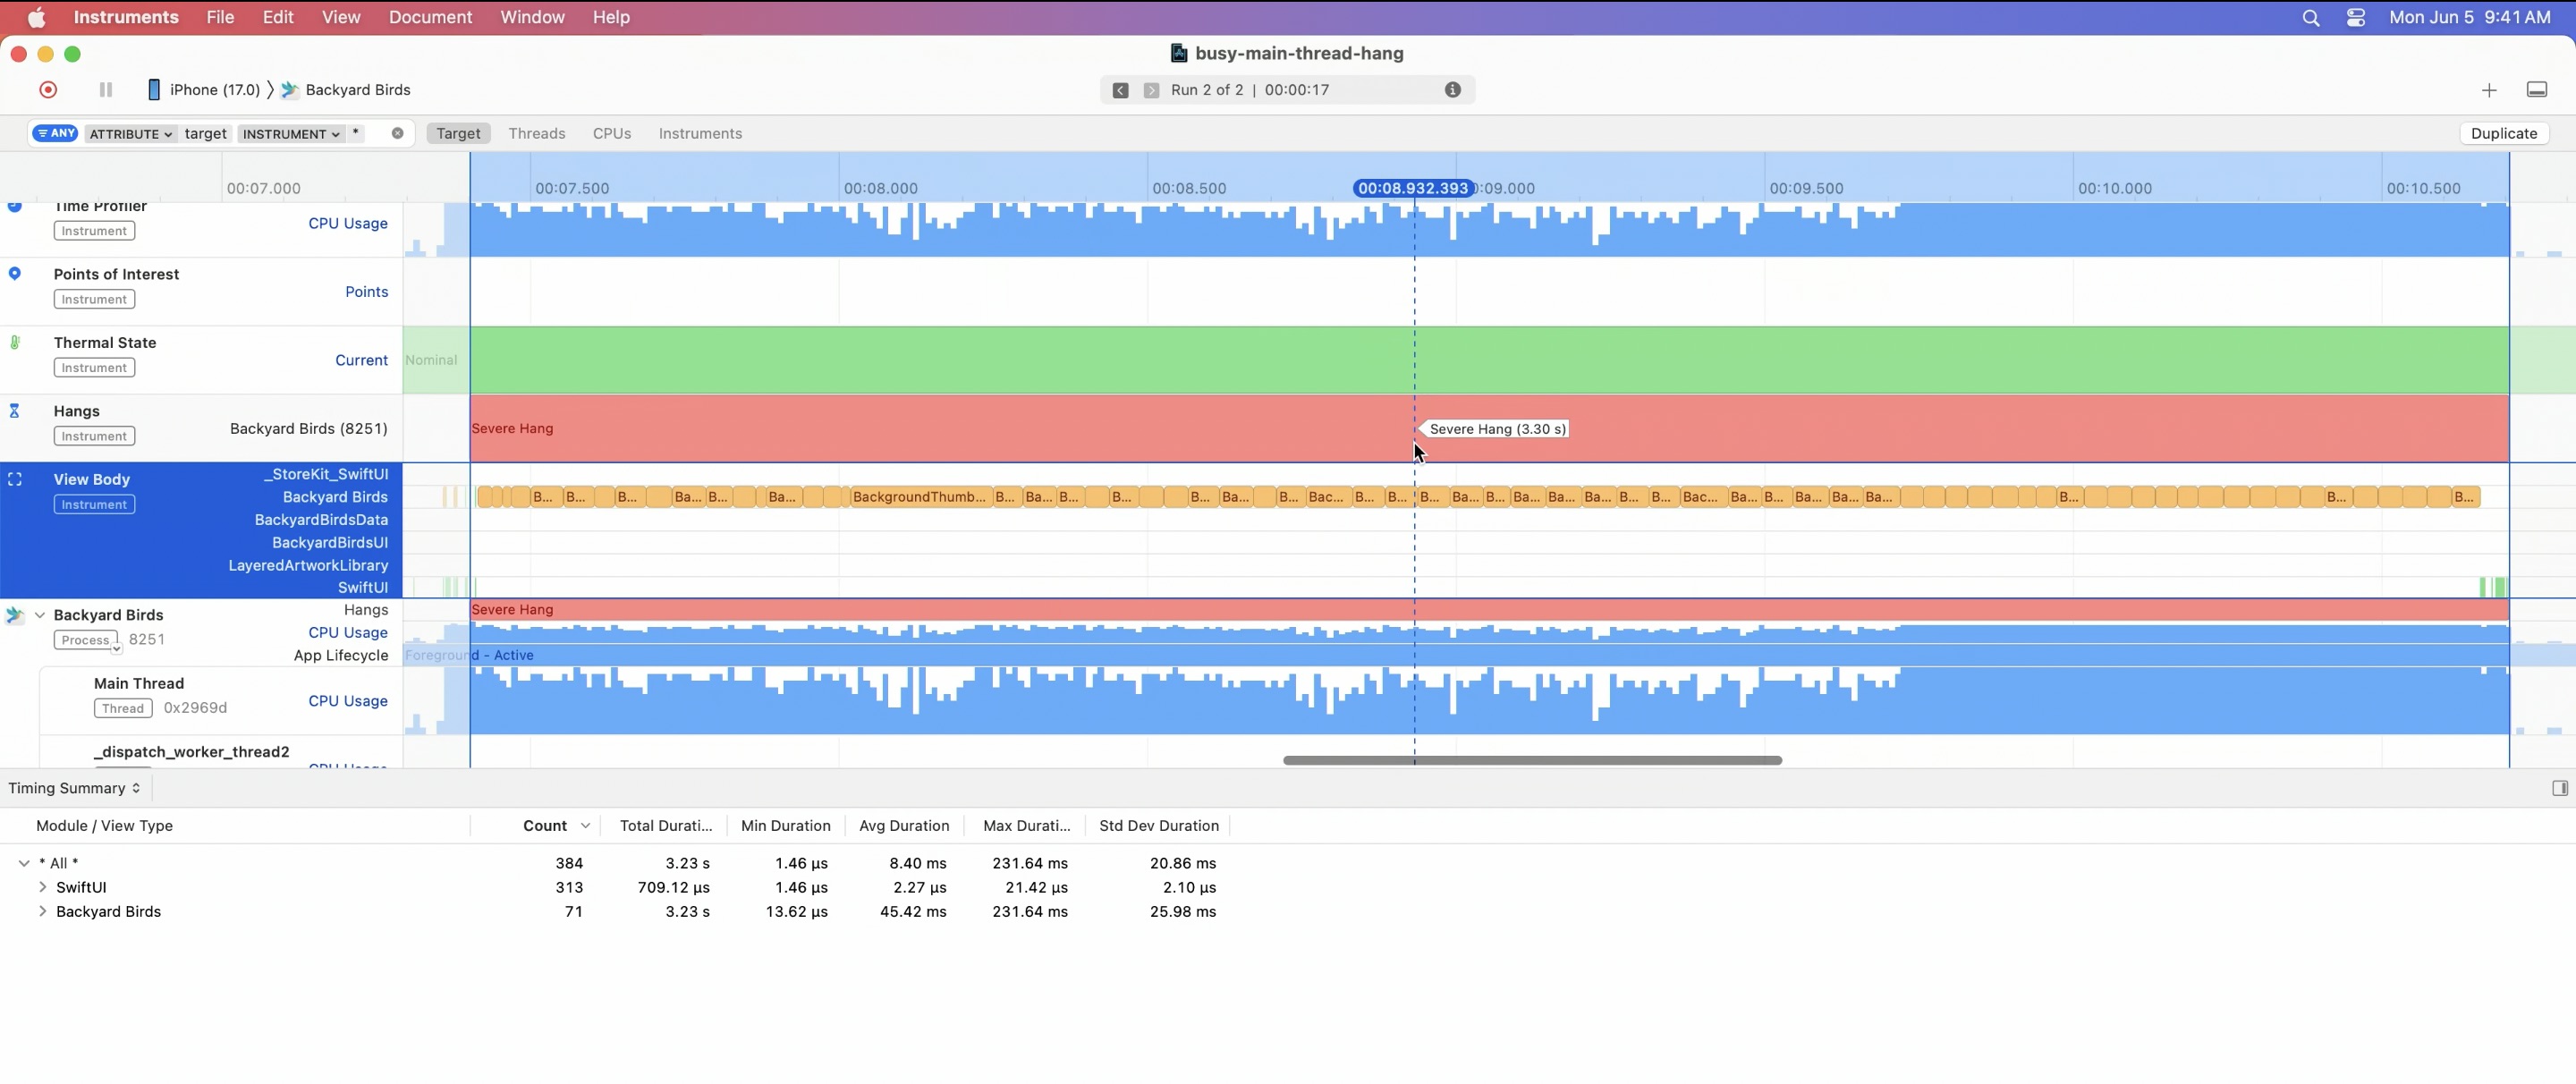 Instruments File Edit View Document Window Help Mon Jun 5 9:41 AM
busy-main-thread-hang
iPhone (17.0) 〉 Backyard Birds Run 2 of 2 | 00:00:17
ANY ATTRIBUTE target INSTRUMENT * Target Threads CPUs Instruments Duplicate
00:07.000 00:07.500 00:08.000 00:08.500 00:08.932.393 0:09.000 00:09.500 00:10.000 00:10.500
Time Profiler
Instrument CPU Usage
Points of Interest
Instrument Points
Thermal State
Instrument Current Nominal
Hangs
Instrument Backyard Birds (8251) Severe Hang Severe Hang (3.30 s)
View Body
Instrument
_StoreKit_SwiftUI
Backyard Birds B... B... B... Ba... B... Ba... BackgroundThumb... B... Ba... B... B... B... Ba... B... Bac... B... B... B... Ba... B... Ba... Ba... Ba... B... B... Bac... Ba... B... Ba... Ba... Ba... B... B... B...
BackyardBirdsData
BackyardBirdsUI
LayeredArtworkLibrary
SwiftUI
Backyard Birds Hangs Severe Hang
Process 8251 CPU Usage
App Lifecycle Foreground - Active
Main Thread
Thread 0x2969d CPU Usage
_dispatch_worker_thread2
CPU Usage
Timing Summary
Module / View Type Count Total Durati... Min Duration Avg Duration Max Durati... Std Dev Duration
* All * 384 3.23 s 1.46 µs 8.40 ms 231.64 ms 20.86 ms
SwiftUI 313 709.12 µs 1.46 µs 2.27 µs 21.42 µs 2.10 µs
Backyard Birds 71 3.23 s 13.62 µs 45.42 ms 231.64 ms 25.98 ms